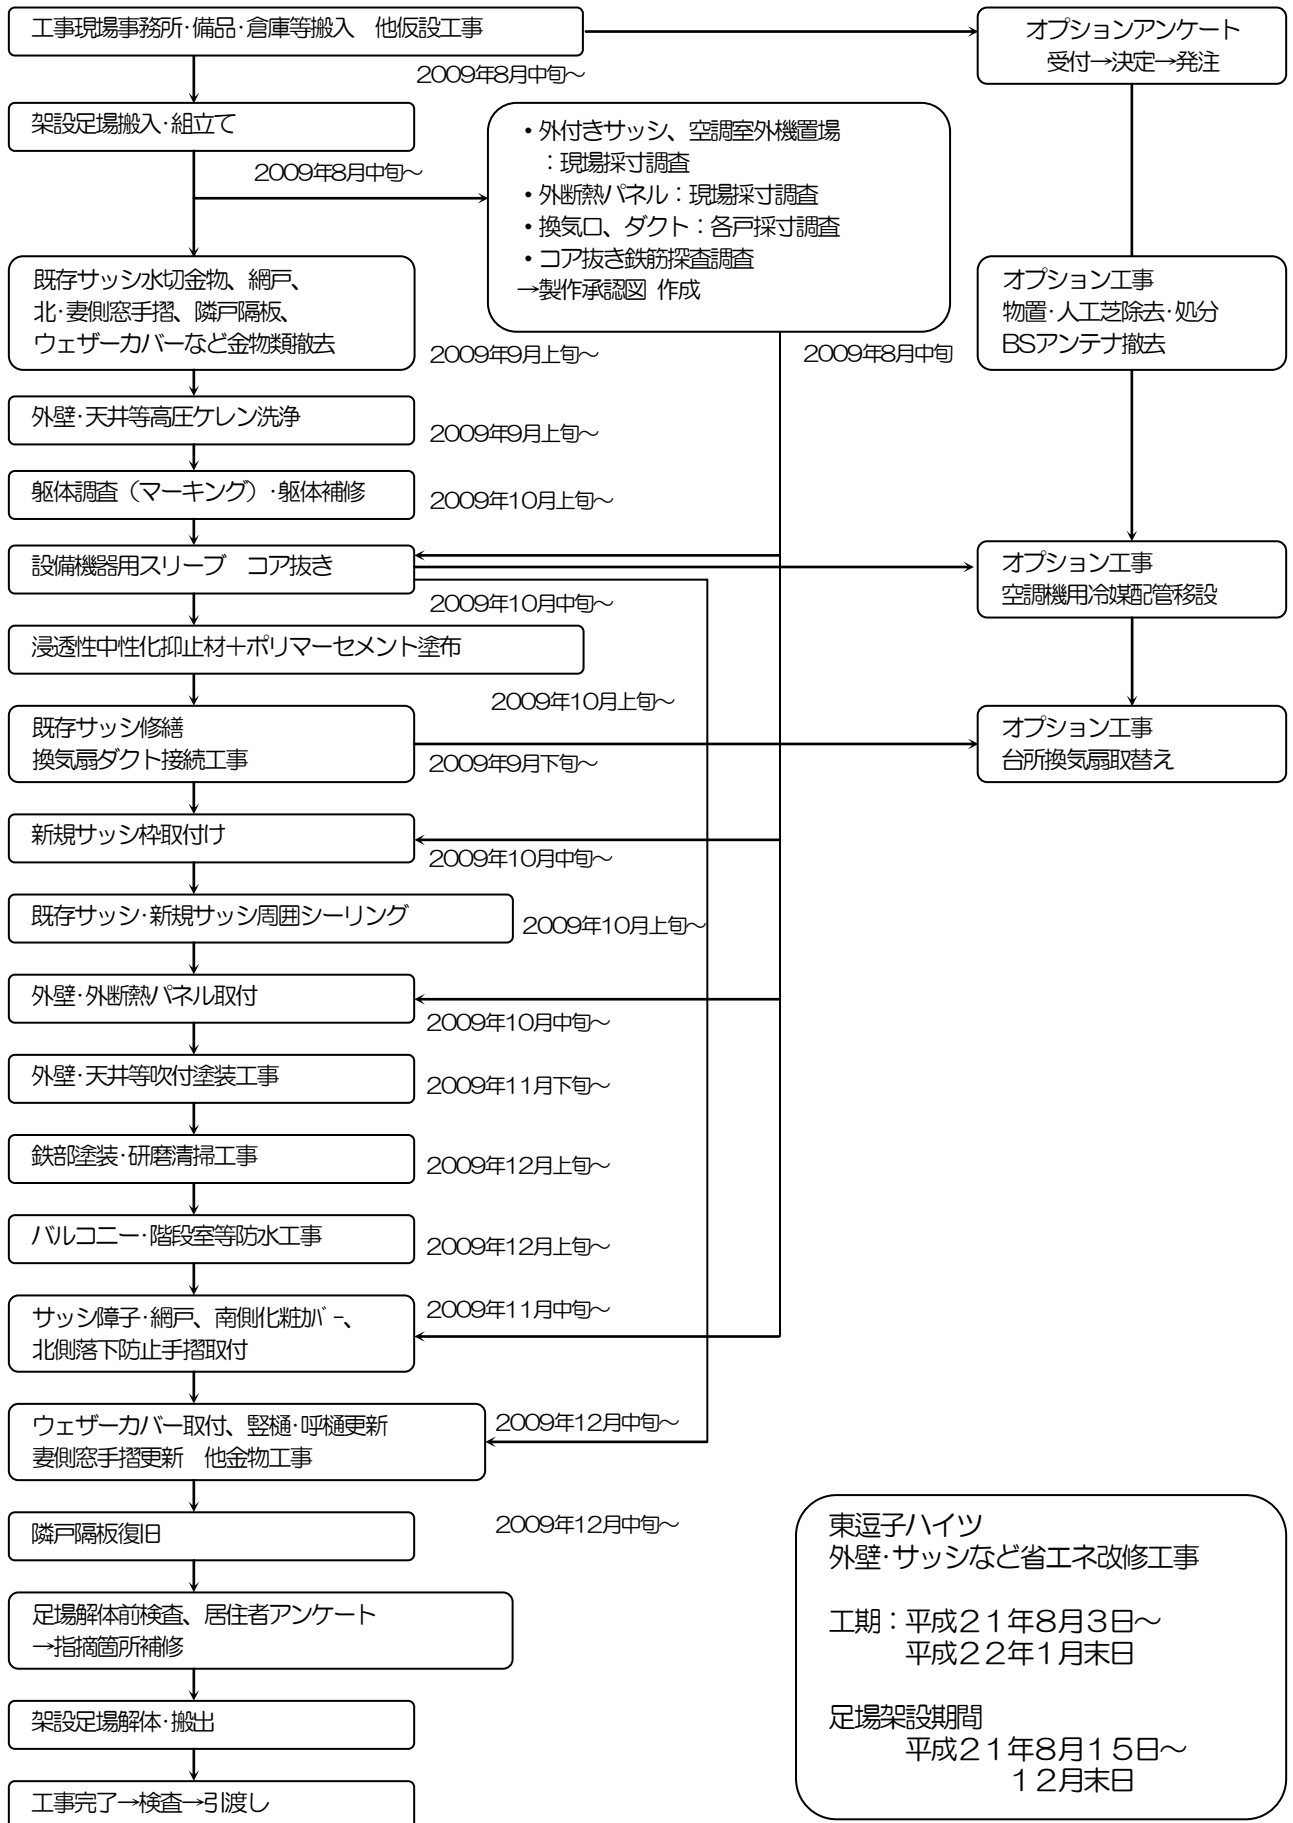 工事現場事務所･備品･倉庫等搬入　他仮設工事
オプションアンケート
受付→決定→発注
2009年8月中旬～
架設足場搬入･組立て
・外付きサッシ、空調室外機置場
：現場採寸調査
・外断熱パネル：現場採寸調査
・換気口、ダクト：各戸採寸調査
・コア抜き鉄筋探査調査
→製作承認図 作成
2009年8月中旬～
既存サッシ水切金物、網戸、
北･妻側窓手摺、隣戸隔板、
ウェザーカバーなど金物類撤去
2009年9月上旬～
2009年8月中旬
オプション工事
物置･人工芝除去･処分
BSアンテナ撤去
外壁･天井等高圧ケレン洗浄
2009年9月上旬～
躯体調査（マーキング）･躯体補修
2009年10月上旬～
設備機器用スリーブ　コア抜き
2009年10月中旬～
オプション工事
空調機用冷媒配管移設
浸透性中性化抑止材＋ポリマーセメント塗布
2009年10月上旬～
既存サッシ修繕
換気扇ダクト接続工事
2009年9月下旬～
オプション工事
台所換気扇取替え
新規サッシ枠取付け
2009年10月中旬～
既存サッシ･新規サッシ周囲シーリング
2009年10月上旬～
外壁･外断熱パネル取付
2009年10月中旬～
外壁･天井等吹付塗装工事
2009年11月下旬～
鉄部塗装･研磨清掃工事
2009年12月上旬～
バルコニー･階段室等防水工事
2009年12月上旬～
サッシ障子･網戸、南側化粧ｶﾊﾞｰ、
北側落下防止手摺取付
2009年11月中旬～
ウェザーカバー取付、竪樋･呼樋更新
妻側窓手摺更新　他金物工事
2009年12月中旬～
隣戸隔板復旧
2009年12月中旬～
足場解体前検査、居住者アンケート
→指摘箇所補修
架設足場解体･搬出
工事完了→検査→引渡し
東逗子ハイツ
外壁･サッシなど省エネ改修工事
工期：平成２１年８月３日～
平成２２年１月末日
足場架設期間
平成２１年８月１５日～
１２月末日